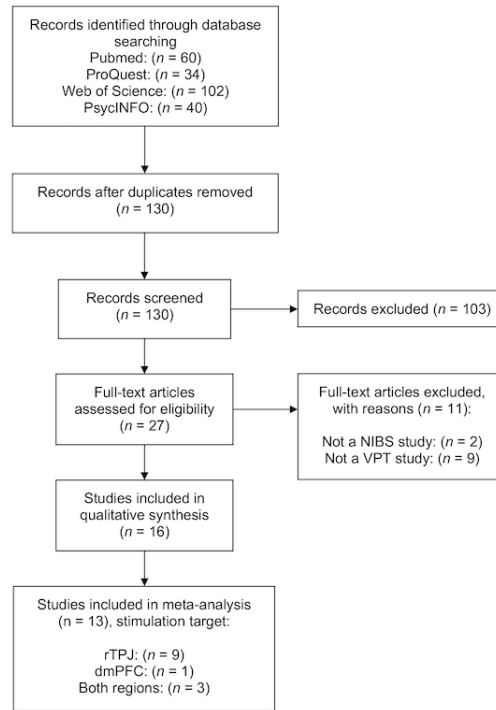 Records identified through database
searching
Pubmed: (n = 60)
ProQuest: (n = 34)
Web of Science: (n = 102)
PsycINFO: (n = 40)
Records after duplicates removed
(n = 130)
Records screened
(n = 130)
Records excluded (n = 103)
Full-text articles
assessed for eligibility
(n = 27)
Full-text articles excluded,
with reasons (n = 11):
Not a NIBS study: (n = 2)
Not a VPT study: (n = 9)
Studies included in
qualitative synthesis
(n = 16)
Studies included in meta-analysis
(n = 13), stimulation target:
rTPJ: (n = 9)
dmPFC: (n = 1)
Both regions: (n = 3)